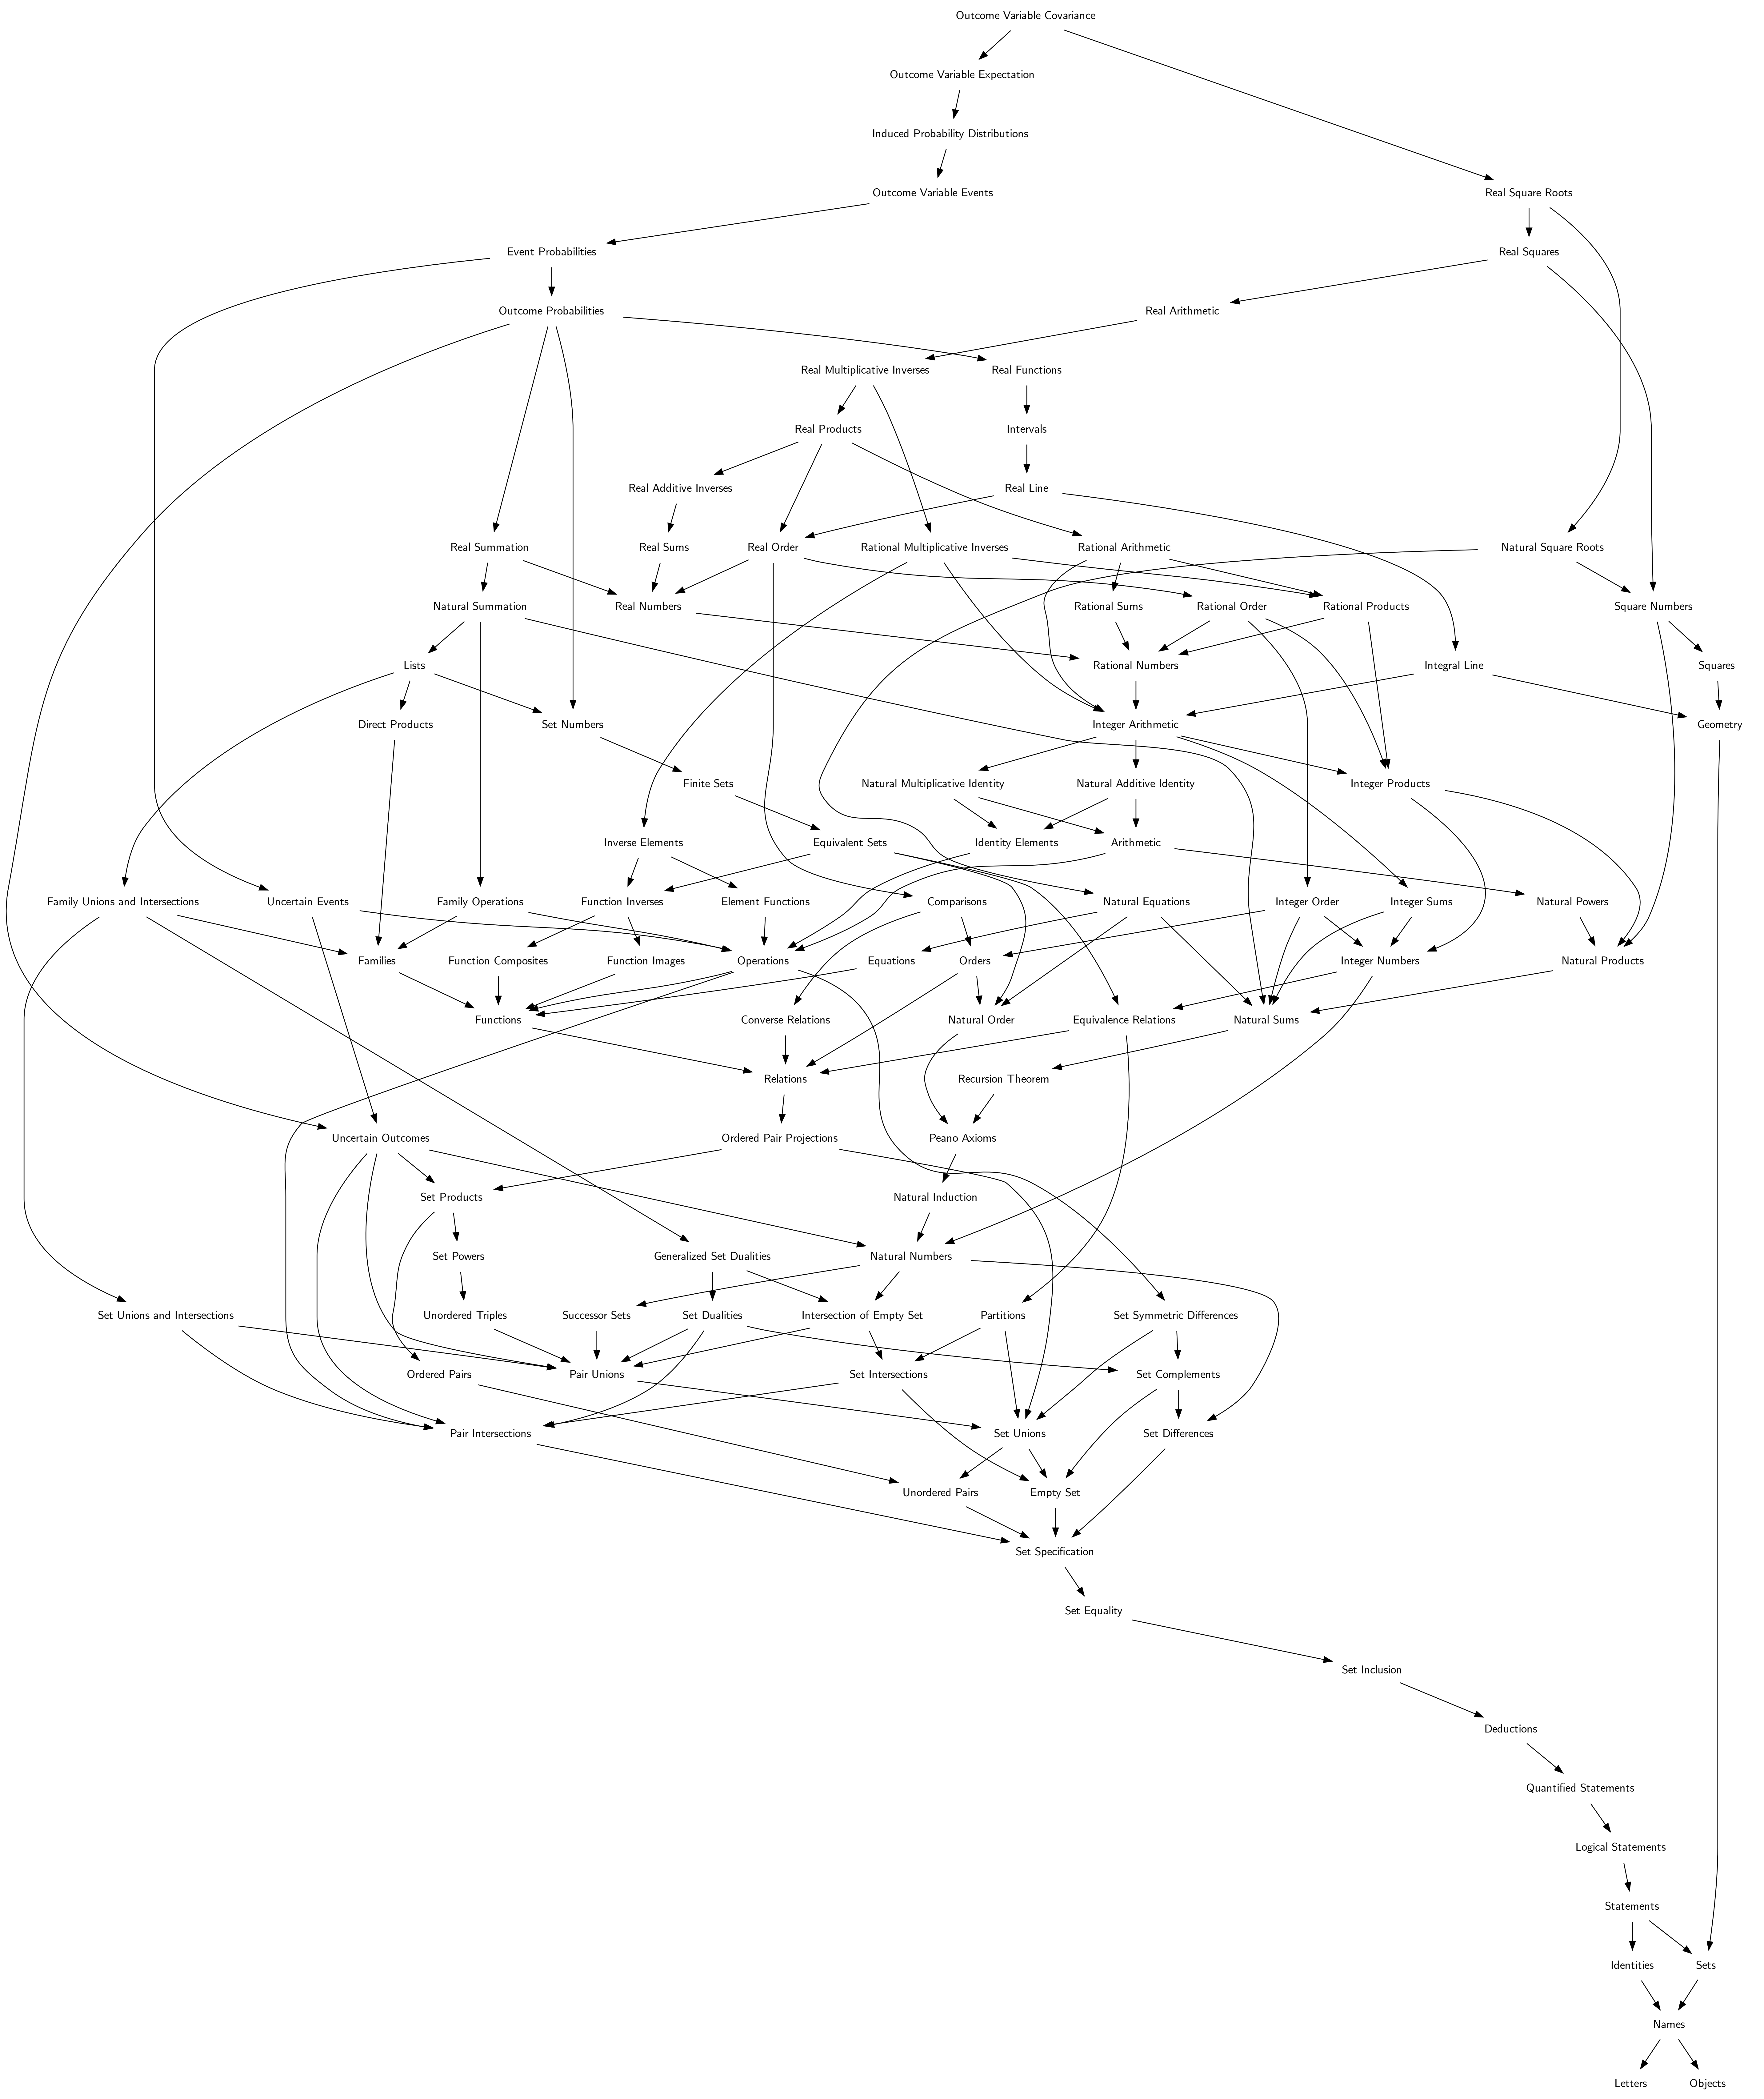 Outcome Variable Covariance
Outcome Variable Expectation
Induced Probability Distributions
Outcome Variable Events
Real Square Roots
Event Probabilities
Real Squares
Outcome Probabilities
Real Arithmetic
Real Multiplicative Inverses
Real Functions
Real Products
Intervals
Real Additive Inverses
Real Line
Real Summation
Real Sums
Real Order
Rational Multiplicative Inverses
Rational Arithmetic
Natural Square Roots
Natural Summation
Real Numbers
Rational Sums
Rational Order
Rational Products
Square Numbers
Lists
Rational Numbers
Integral Line
Squares
Direct Products
Set Numbers
Integer Arithmetic
Geometry
Finite Sets
Natural Multiplicative Identity
Natural Additive Identity
Integer Products
Inverse Elements
Equivalent Sets
Identity Elements
Arithmetic
Family Unions and Intersections
Uncertain Events
Family Operations
Function Inverses
Element Functions
Comparisons
Natural Equations
Integer Order
Integer Sums
Natural Powers
Families
Function Composites
Function Images
Operations
Equations
Orders
Integer Numbers
Natural Products
Functions
Converse Relations
Natural Order
Equivalence Relations
Natural Sums
Relations
Recursion Theorem
Uncertain Outcomes
Ordered Pair Projections
Peano Axioms
Set Products
Natural Induction
Set Powers
Generalized Set Dualities
Natural Numbers
Set Unions and Intersections
Unordered Triples
Successor Sets
Set Dualities
Intersection of Empty Set
Partitions
Set Symmetric Differences
Ordered Pairs
Pair Unions
Set Intersections
Set Complements
Pair Intersections
Set Unions
Set Differences
Unordered Pairs
Empty Set
Set Specification
Set Equality
Set Inclusion
Deductions
Quantified Statements
Logical Statements
Statements
Identities
Sets
Names
Letters
Objects